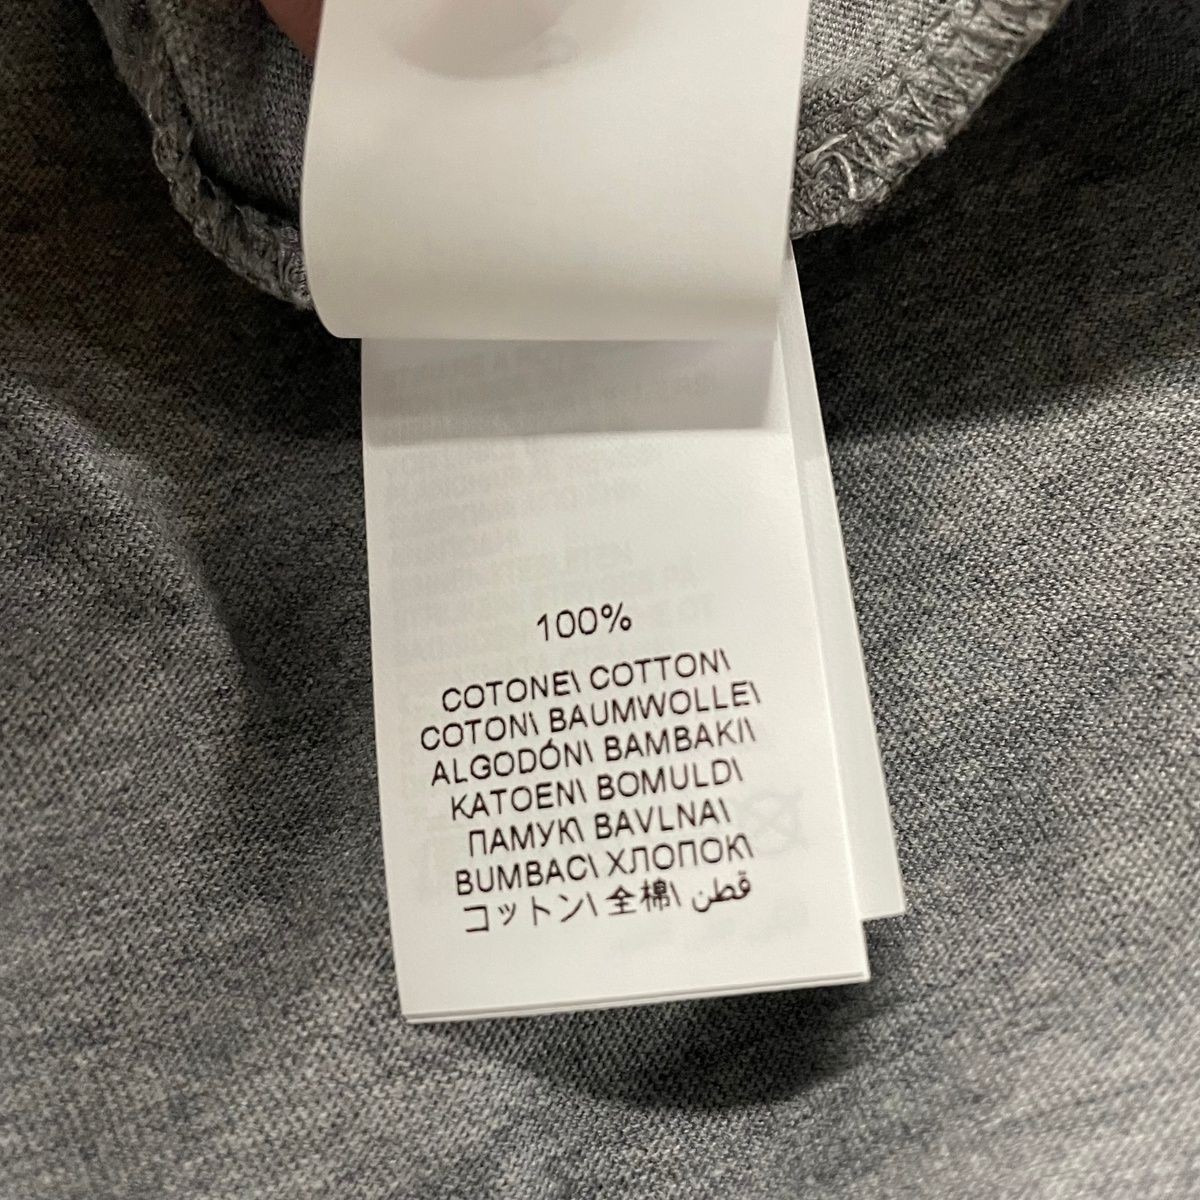 100%
COTONE\ COTTON\
COTON\ BAUMWOLLE\
ALGODÓN\ BAMBAKI\
KATOEN\ BOMULD\
ПАМУК\ BAVLNA\
BUMBAC\ ХЛОПОК\
コットン\ 全棉\ قطن